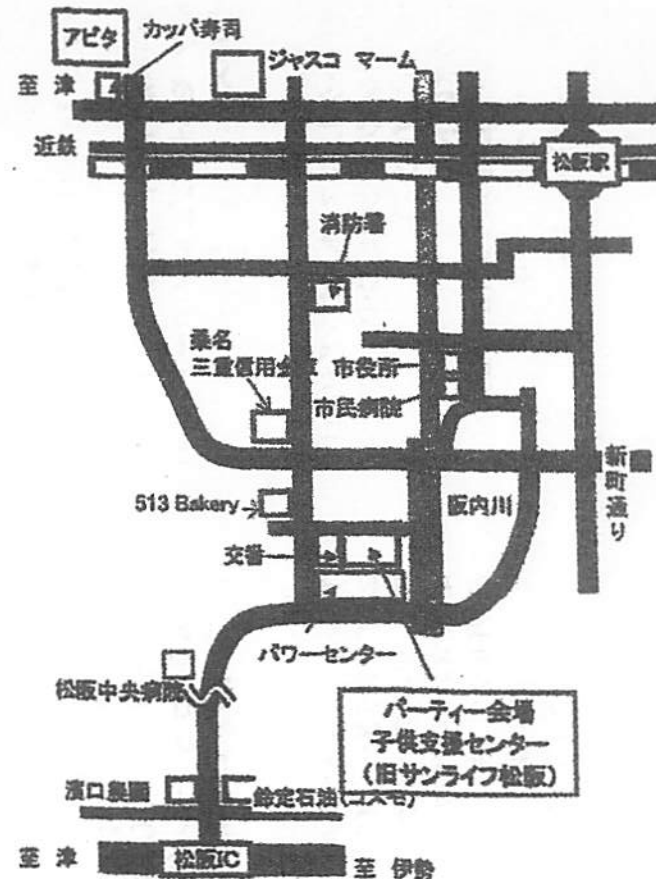 アピタ
カッパ寿司
ジャスコ マーム
至 津
近鉄
松阪駅
消防署
桑名
三重信用金庫
市役所
市民病院
新町通り
513 Bakery
阪内川
交番
パワーセンター
松阪中央病院
パーティー会場
子供支援センター
(旧サンライフ松阪)
濱口農園
鈴定石油(コスモ)
至 津
松阪IC
至 伊勢